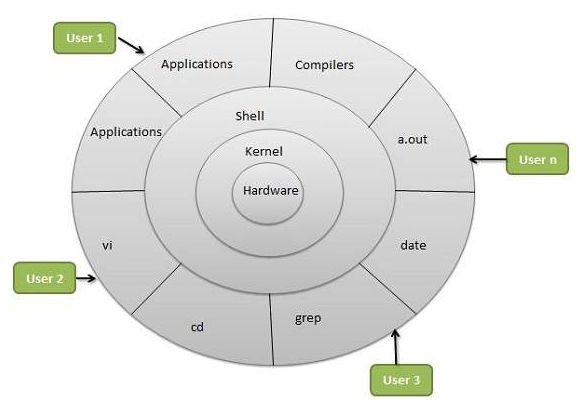 User 1
Applications
Compilers
Shell
Applications
a.out
Kernel
User n
Hardware
vi
date
User 2
cd
grep
User 3